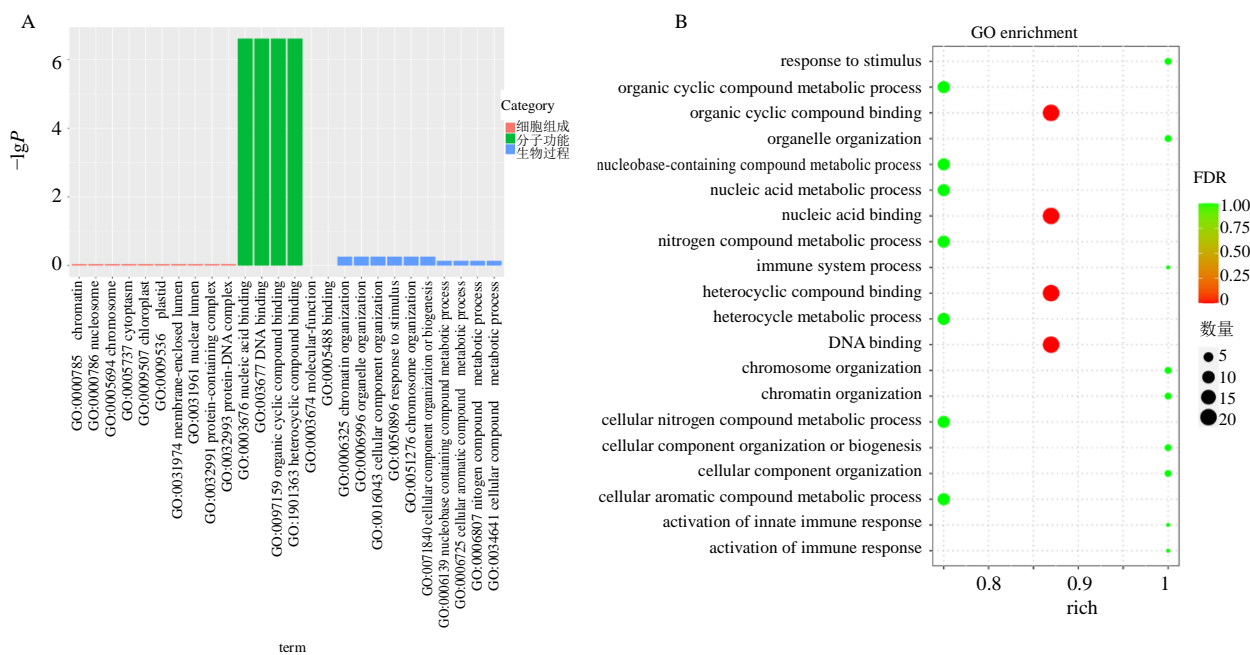 A
−lgP
6
4
2
0
Category
细胞组成
分子功能
生物过程
GO:0000785 chromatin
GO:0000786 nucleosome
GO:0005694 chromosome
GO:0005737 cytoplasm
GO:0009507 chloroplast
GO:0009536 plastid
GO:0031974 membrane-enclosed lumen
GO:0031961 nuclear lumen
GO:0032991 protein-containing complex
GO:0032993 protein-DNA complex
GO:0003676 nucleic acid binding
GO:003677 DNA binding
GO:0097159 organic cyclic compound binding
GO:1901363 heterocyclic compound binding
GO:0003674 molecular-function
GO:0005488 binding
GO:0006325 chromatin organization
GO:0006996 organelle organization
GO:0016043 cellular component organization
GO:0050896 response to stimulus
GO:0051276 chromosome organization
GO:0071840 cellular component organization or biogenesis
GO:0006139 nucleobase containing compound metabolic process
GO:0006725 cellular aromatic compound metabolic process
GO:0006807 nitogen compound metabotic process
GO:0034641 cellular compound metabolic process
term
B
GO enrichment
response to stimulus
organic cyclic compound metabolic process
organic cyclic compound binding
organelle organization
nucleobase-containing compound metabolic process
nucleic acid metabolic process
nucleic acid binding
nitrogen compound metabolic process
immune system process
heterocyclic compound binding
heterocycle metabolic process
DNA binding
chromosome organization
chromatin organization
cellular nitrogen compound metabolic process
cellular component organization or biogenesis
cellular component organization
cellular aromatic compound metabolic process
activation of innate immune response
activation of immune response
0.8 0.9 1
rich
FDR
1.00
0.75
0.50
0.25
0
数量
5
10
15
20